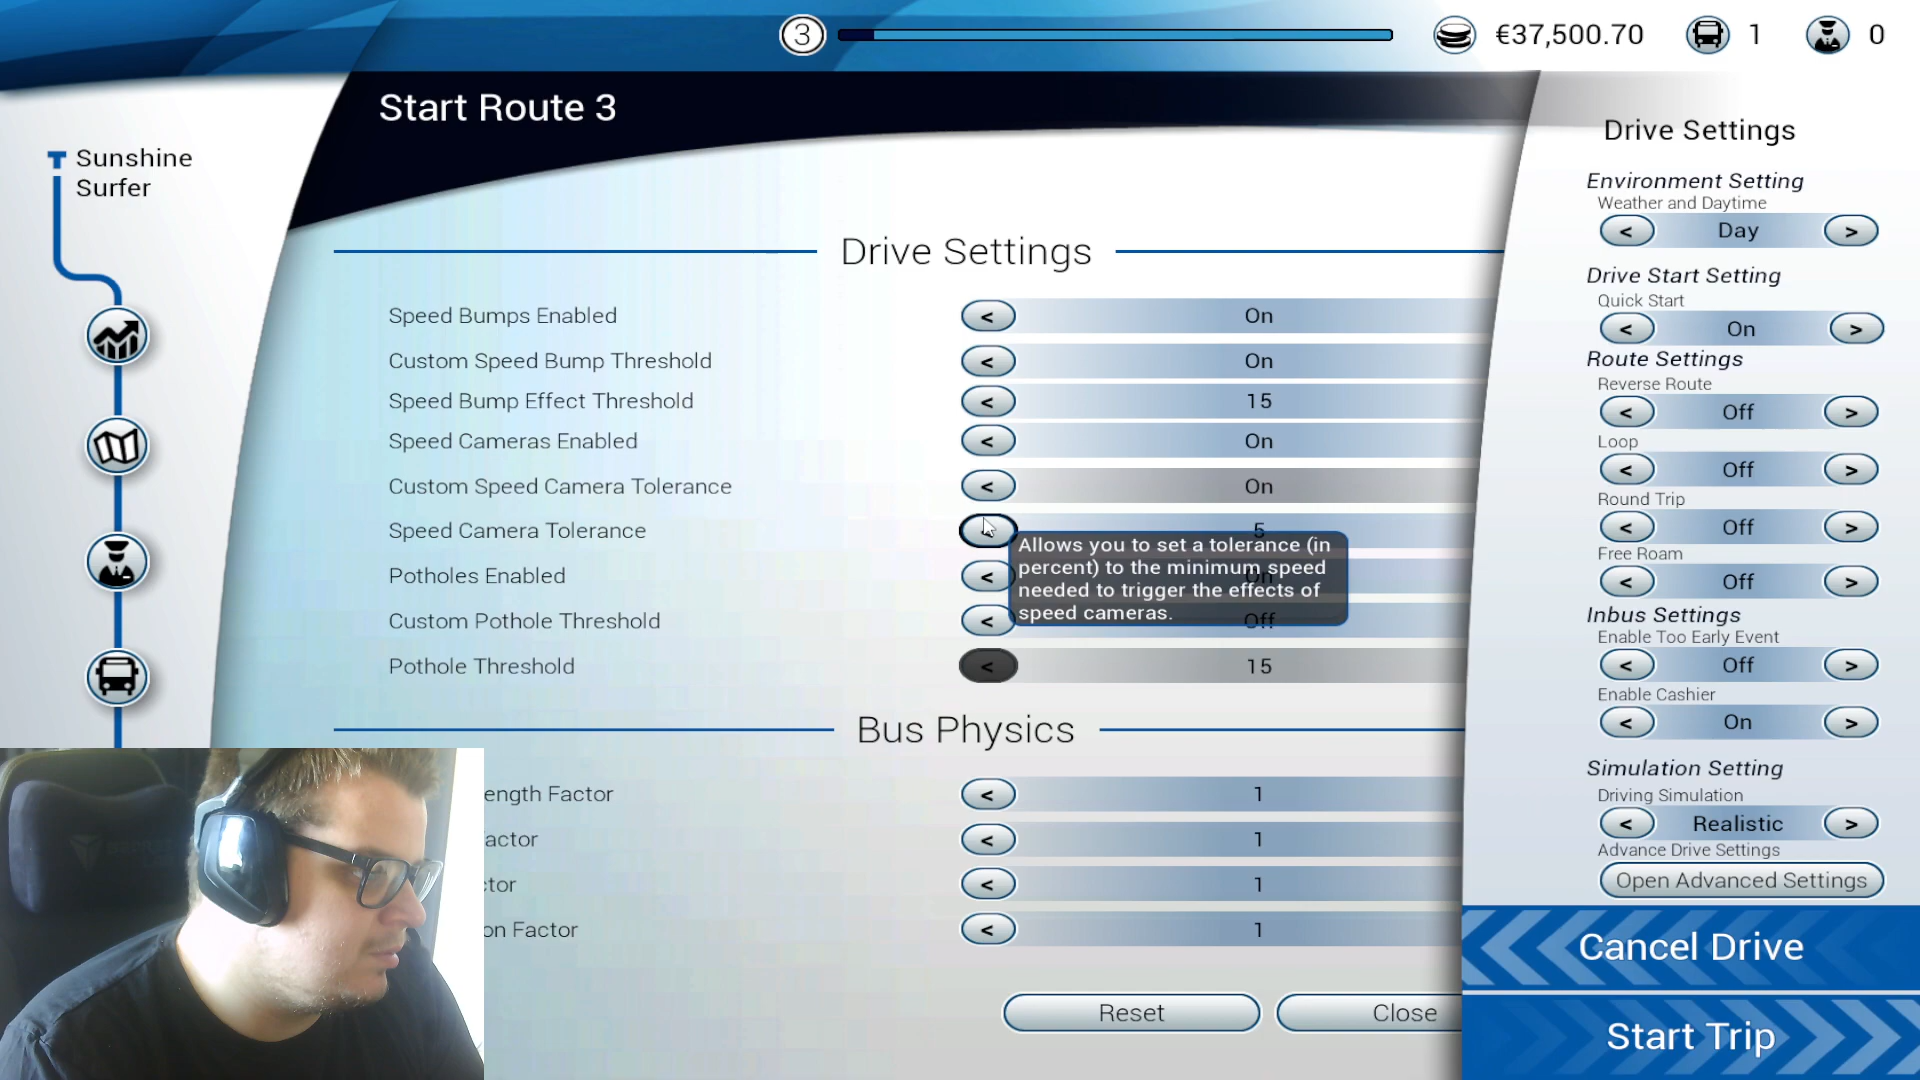 3
€37,500.70
1
0
Start Route 3
T Sunshine
Surfer
Drive Settings
Speed Bumps Enabled
< On
Custom Speed Bump Threshold
< On
Speed Bump Effect Threshold
< 15
Speed Cameras Enabled
< On
Custom Speed Camera Tolerance
< On
Speed Camera Tolerance
5
Allows you to set a tolerance (in
percent) to the minimum speed
needed to trigger the effects of
speed cameras.
Potholes Enabled
< On
Custom Pothole Threshold
< Off
Pothole Threshold
< 15
Bus Physics
ength Factor
< 1
actor
< 1
ctor
< 1
on Factor
< 1
Reset
Close
Drive Settings
Environment Setting
Weather and Daytime
< Day >
Drive Start Setting
Quick Start
< On >
Route Settings
Reverse Route
< Off >
Loop
< Off >
Round Trip
< Off >
Free Roam
< Off >
Inbus Settings
Enable Too Early Event
< Off >
Enable Cashier
< On >
Simulation Setting
Driving Simulation
< Realistic >
Advance Drive Settings
Open Advanced Settings
Cancel Drive
Start Trip